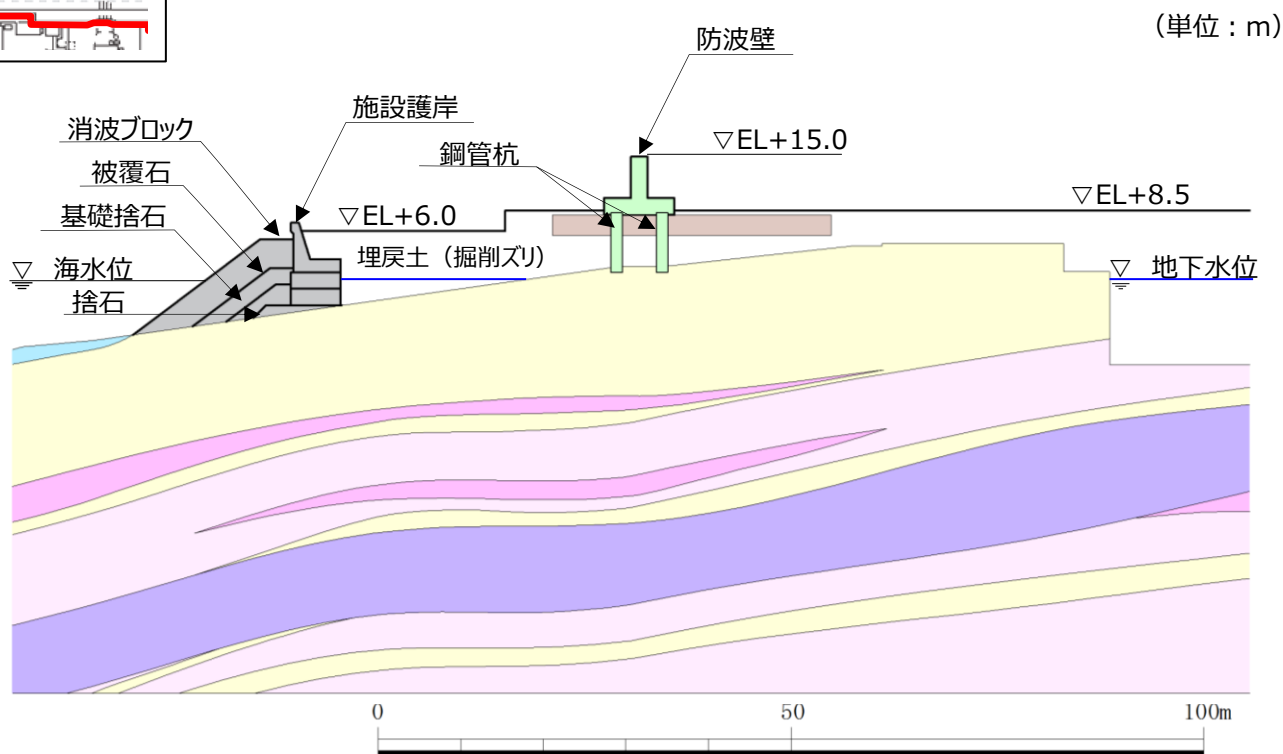 (単位：m)
防波壁
施設護岸
消波ブロック
▽EL+15.0
鋼管杭
被覆石
▽EL+8.5
基礎捨石
▽EL+6.0
埋戻土（掘削ズリ）
▽ 海水位
▽ 地下水位
捨石
0 50 100m